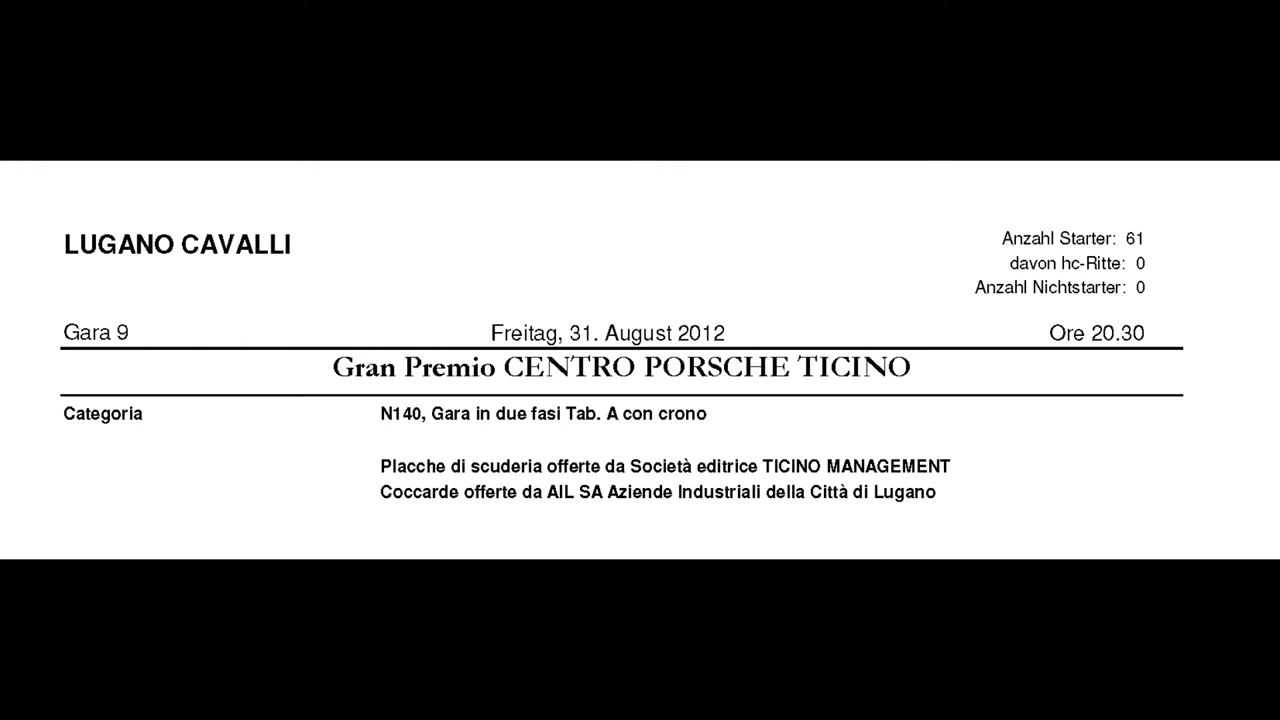 LUGANO CAVALLI
Anzahl Starter: 61
davon hc-Ritte: 0
Anzahl Nichtstarter: 0
Gara 9 Freitag, 31. August 2012 Ore 20.30
Gran Premio CENTRO PORSCHE TICINO
Categoria N140, Gara in due fasi Tab. A con crono
Placche di scuderia offerte da Società editrice TICINO MANAGEMENT
Coccarde offerte da AIL SA Aziende Industriali della Città di Lugano